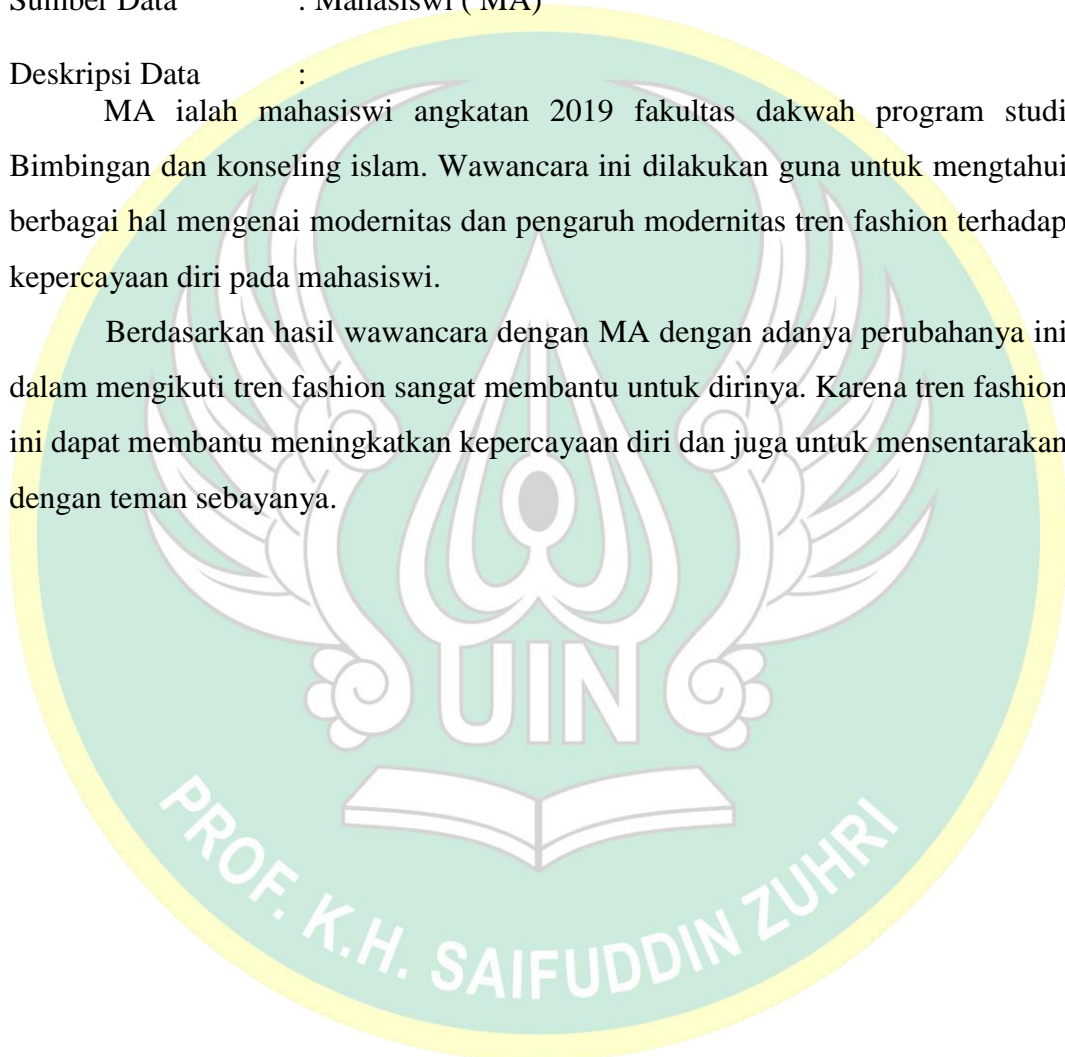 Sumber Data : Mahasiswi ( MA)
Deskripsi Data :
MA ialah mahasiswi angkatan 2019 fakultas dakwah program studi
Bimbingan dan konseling islam. Wawancara ini dilakukan guna untuk mengtahui
berbagai hal mengenai modernitas dan pengaruh modernitas tren fashion terhadap
kepercayaan diri pada mahasiswi.
Berdasarkan hasil wawancara dengan MA dengan adanya perubahanya ini
dalam mengikuti tren fashion sangat membantu untuk dirinya. Karena tren fashion
ini dapat membantu meningkatkan kepercayaan diri dan juga untuk mensentarakan
dengan teman sebayanya.
UIN
PROF. K.H. SAIFUDDIN ZUHRI